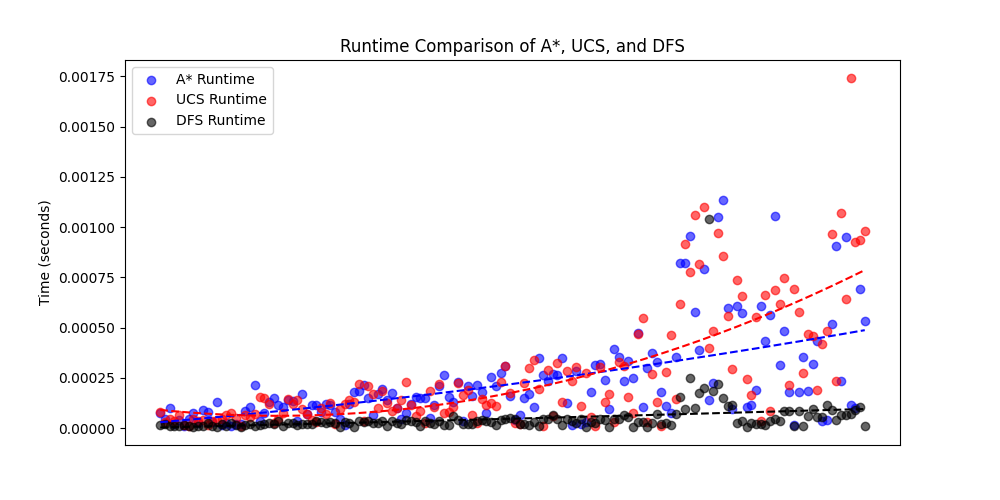 Runtime Comparison of A*, UCS, and DFS
A* Runtime
UCS Runtime
DFS Runtime
Time (seconds)
0.00175
0.00150
0.00125
0.00100
0.00075
0.00050
0.00025
0.00000